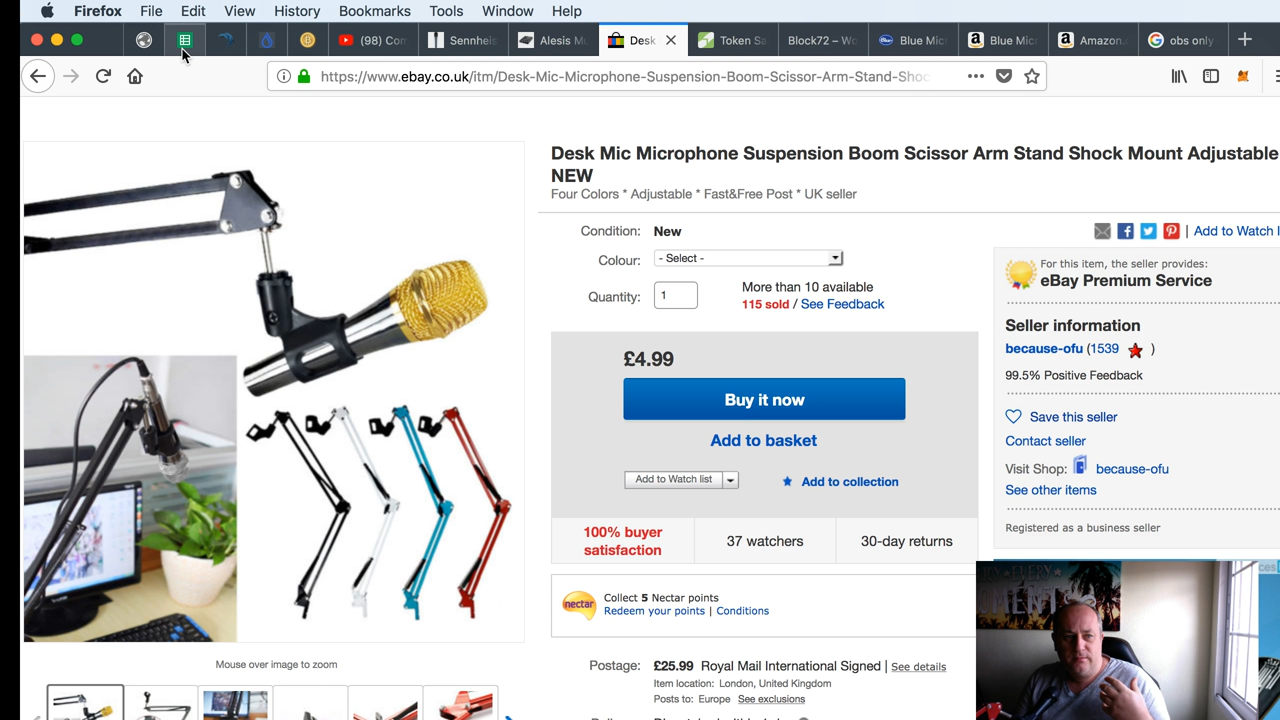 Firefox File Edit View History Bookmarks Tools Window Help
(98) Con Sennheis Alesis Mu Desk Token Sa Block72 – Wo Blue Mic Blue Mic Amazon. obs only
https://www.ebay.co.uk/itm/Desk-Mic-Microphone-Suspension-Boom-Scissor-Arm-Stand-Shoc
Desk Mic Microphone Suspension Boom Scissor Arm Stand Shock Mount Adjustable
NEW
Four Colors * Adjustable * Fast&Free Post * UK seller
Condition: New
Add to Watch l
Colour: - Select -
Quantity: 1
More than 10 available
115 sold / See Feedback
£4.99
Buy it now
Add to basket
Add to Watch list
Add to collection
100% buyer
satisfaction
37 watchers
30-day returns
For this item, the seller provides:
eBay Premium Service
Seller information
because-ofu (1539 )
99.5% Positive Feedback
Save this seller
Contact seller
Visit Shop: because-ofu
See other items
Registered as a business seller
nectar
Collect 5 Nectar points
Redeem your points | Conditions
Mouse over image to zoom
Postage: £25.99 Royal Mail International Signed | See details
Item location: London, United Kingdom
Posts to: Europe See exclusions